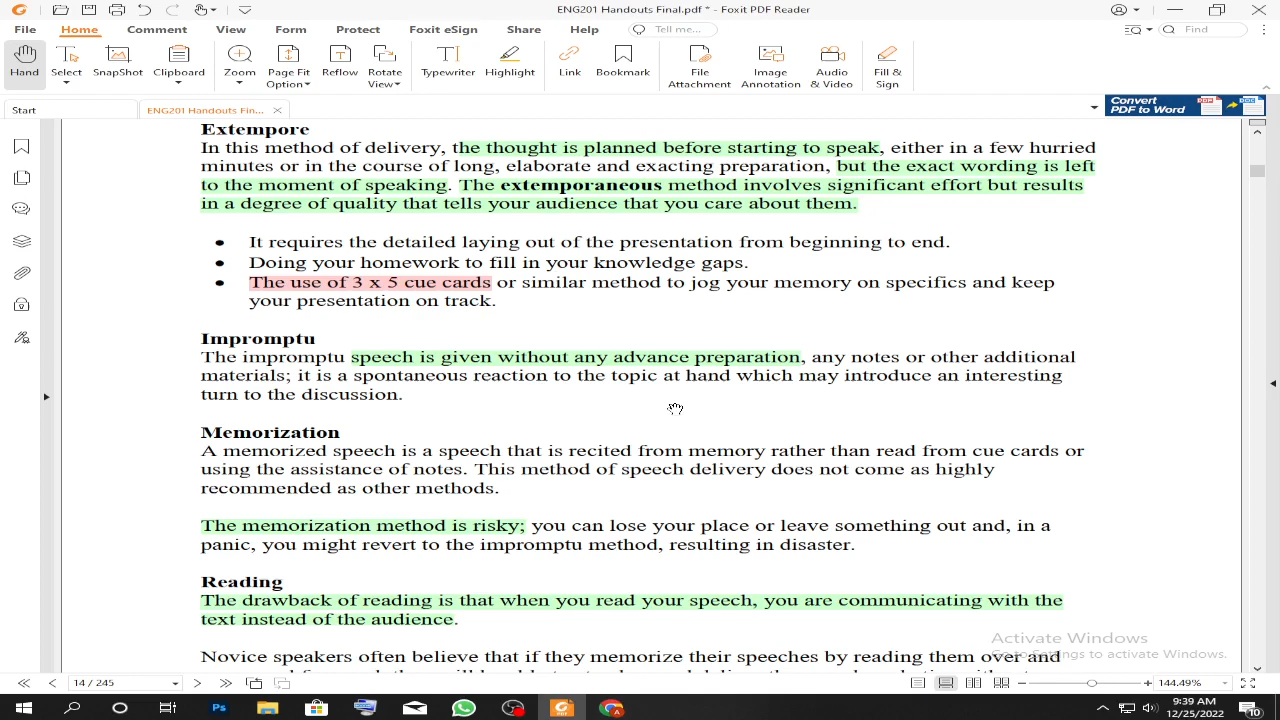 ENG201 Handouts Final.pdf * - Foxit PDF Reader
File Home Comment View Form Protect Foxit eSign Share Help Tell me... Find
Hand Select SnapShot Clipboard Zoom Page Fit Option Reflow Rotate View Typewriter Highlight Link Bookmark File Attachment Image Annotation Audio & Video Fill & Sign
Start ENG201 Handouts Fin... Convert PDF to Word
Extempore
In this method of delivery, the thought is planned before starting to speak, either in a few hurried
minutes or in the course of long, elaborate and exacting preparation, but the exact wording is left
to the moment of speaking. The extemporaneous method involves significant effort but results
in a degree of quality that tells your audience that you care about them.
• It requires the detailed laying out of the presentation from beginning to end.
• Doing your homework to fill in your knowledge gaps.
• The use of 3 x 5 cue cards or similar method to jog your memory on specifics and keep
your presentation on track.
Impromptu
The impromptu speech is given without any advance preparation, any notes or other additional
materials; it is a spontaneous reaction to the topic at hand which may introduce an interesting
turn to the discussion.
Memorization
A memorized speech is a speech that is recited from memory rather than read from cue cards or
using the assistance of notes. This method of speech delivery does not come as highly
recommended as other methods.
The memorization method is risky; you can lose your place or leave something out and, in a
panic, you might revert to the impromptu method, resulting in disaster.
Reading
The drawback of reading is that when you read your speech, you are communicating with the
text instead of the audience.
Activate Windows
Go to Settings to activate Windows.
Novice speakers often believe that if they memorize their speeches by reading them over and
14 / 245 144.49%
Ps PDF 9:39 AM
12/25/2022 10